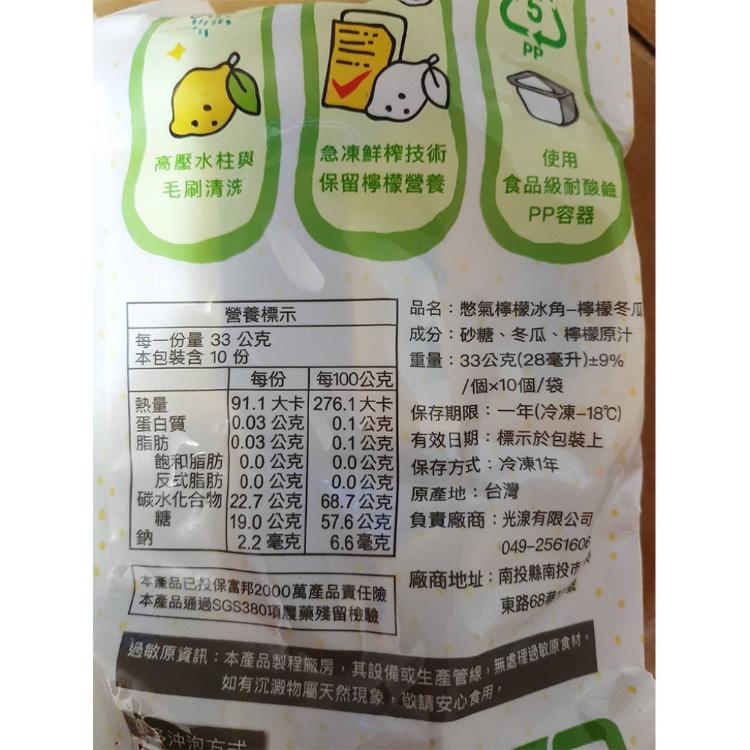 高壓水柱與
毛刷清洗
急凍鮮榨技術
保留檸檬營養
使用
食品級耐酸鹼
PP容器
營養標示
每一份量 33 公克
本包裝含 10 份
每份 每100公克
熱量 91.1 大卡 276.1 大卡
蛋白質 0.03 公克 0.1 公克
脂肪 0.03 公克 0.1 公克
飽和脂肪 0.0 公克 0.0 公克
反式脂肪 0.0 公克 0.0 公克
碳水化合物 22.7 公克 68.7 公克
糖 19.0 公克 57.6 公克
鈉 2.2 毫克 6.6 毫克
品名：憋氣檸檬冰角-檸檬冬瓜
成分：砂糖、冬瓜、檸檬原汁
重量：33公克(28毫升)±9%
/個×10個/袋
保存期限：一年(冷凍-18℃)
有效日期：標示於包裝上
保存方式：冷凍1年
原產地：台灣
負責廠商：光湶有限公司
049-2561606
廠商地址：南投縣南投市
東路68巷
本產品已投保富邦2000萬產品責任險
本產品通過SGS380項農藥殘留檢驗
過敏原資訊：本產品製程廠房，其設備或生產管線，無處理過敏原食材。
如有沉澱物屬天然現象，敬請安心食用。
沖泡方式